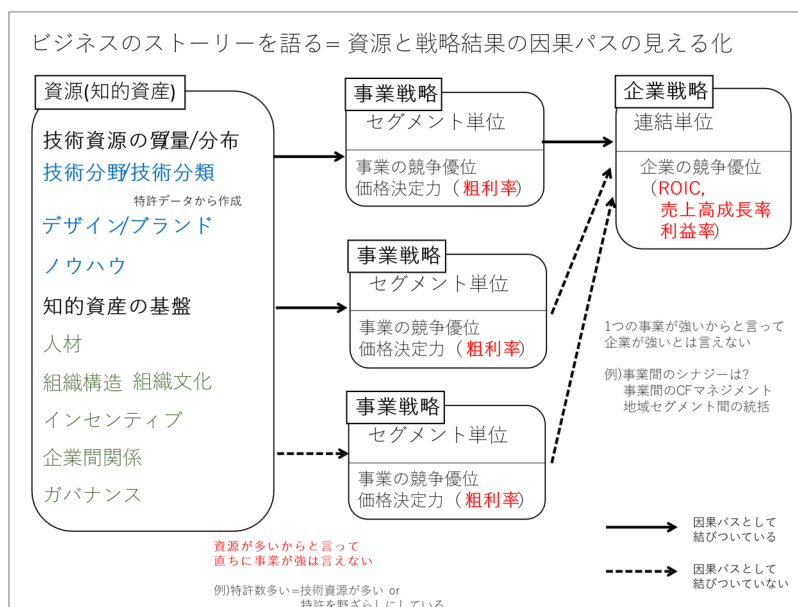 ビジネスのストーリーを語る= 資源と戦略結果の因果パスの見える化
資源(知的資産)
技術資源の質/量/分布
技術分野/技術分類
特許データから作成
デザイン/ブランド
ノウハウ
知的資産の基盤
人材
組織構造 組織文化
インセンティブ
企業間関係
ガバナンス
事業戦略
セグメント単位
事業の競争優位
価格決定力(粗利率)
事業戦略
セグメント単位
事業の競争優位
価格決定力(粗利率)
事業戦略
セグメント単位
事業の競争優位
価格決定力(粗利率)
企業戦略
連結単位
企業の競争優位
(ROIC,
売上高成長率
利益率)
1つの事業が強いからと言って
企業が強いとは言えない
例)事業間のシナジーは?
事業間のCFマネジメント
地域セグメント間の統括
資源が多いからと言って
直ちに事業が強は言えない
例)特許数多い=技術資源が多い or
特許を野ざらしにしている
因果パスとして
結びついている
因果パスとして
結びついていない